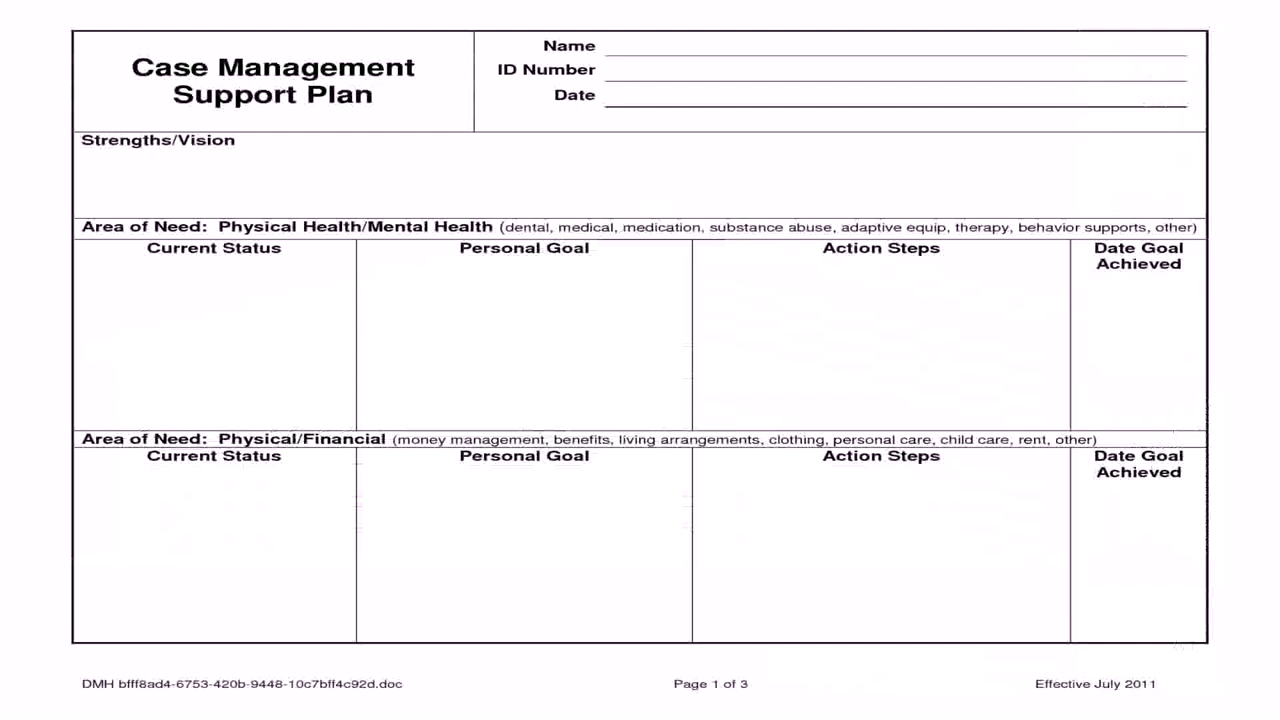 Case Management
Support Plan
Name
ID Number
Date
Strengths/Vision
Area of Need: Physical Health/Mental Health (dental, medical, medication, substance abuse, adaptive equip, therapy, behavior supports, other)
Current Status Personal Goal Action Steps Date Goal
Achieved
Area of Need: Physical/Financial (money management, benefits, living arrangements, clothing, personal care, child care, rent, other)
Current Status Personal Goal Action Steps Date Goal
Achieved
DMH bfff8ad4-6753-420b-9448-10c7bff4c92d.doc Page 1 of 3 Effective July 2011